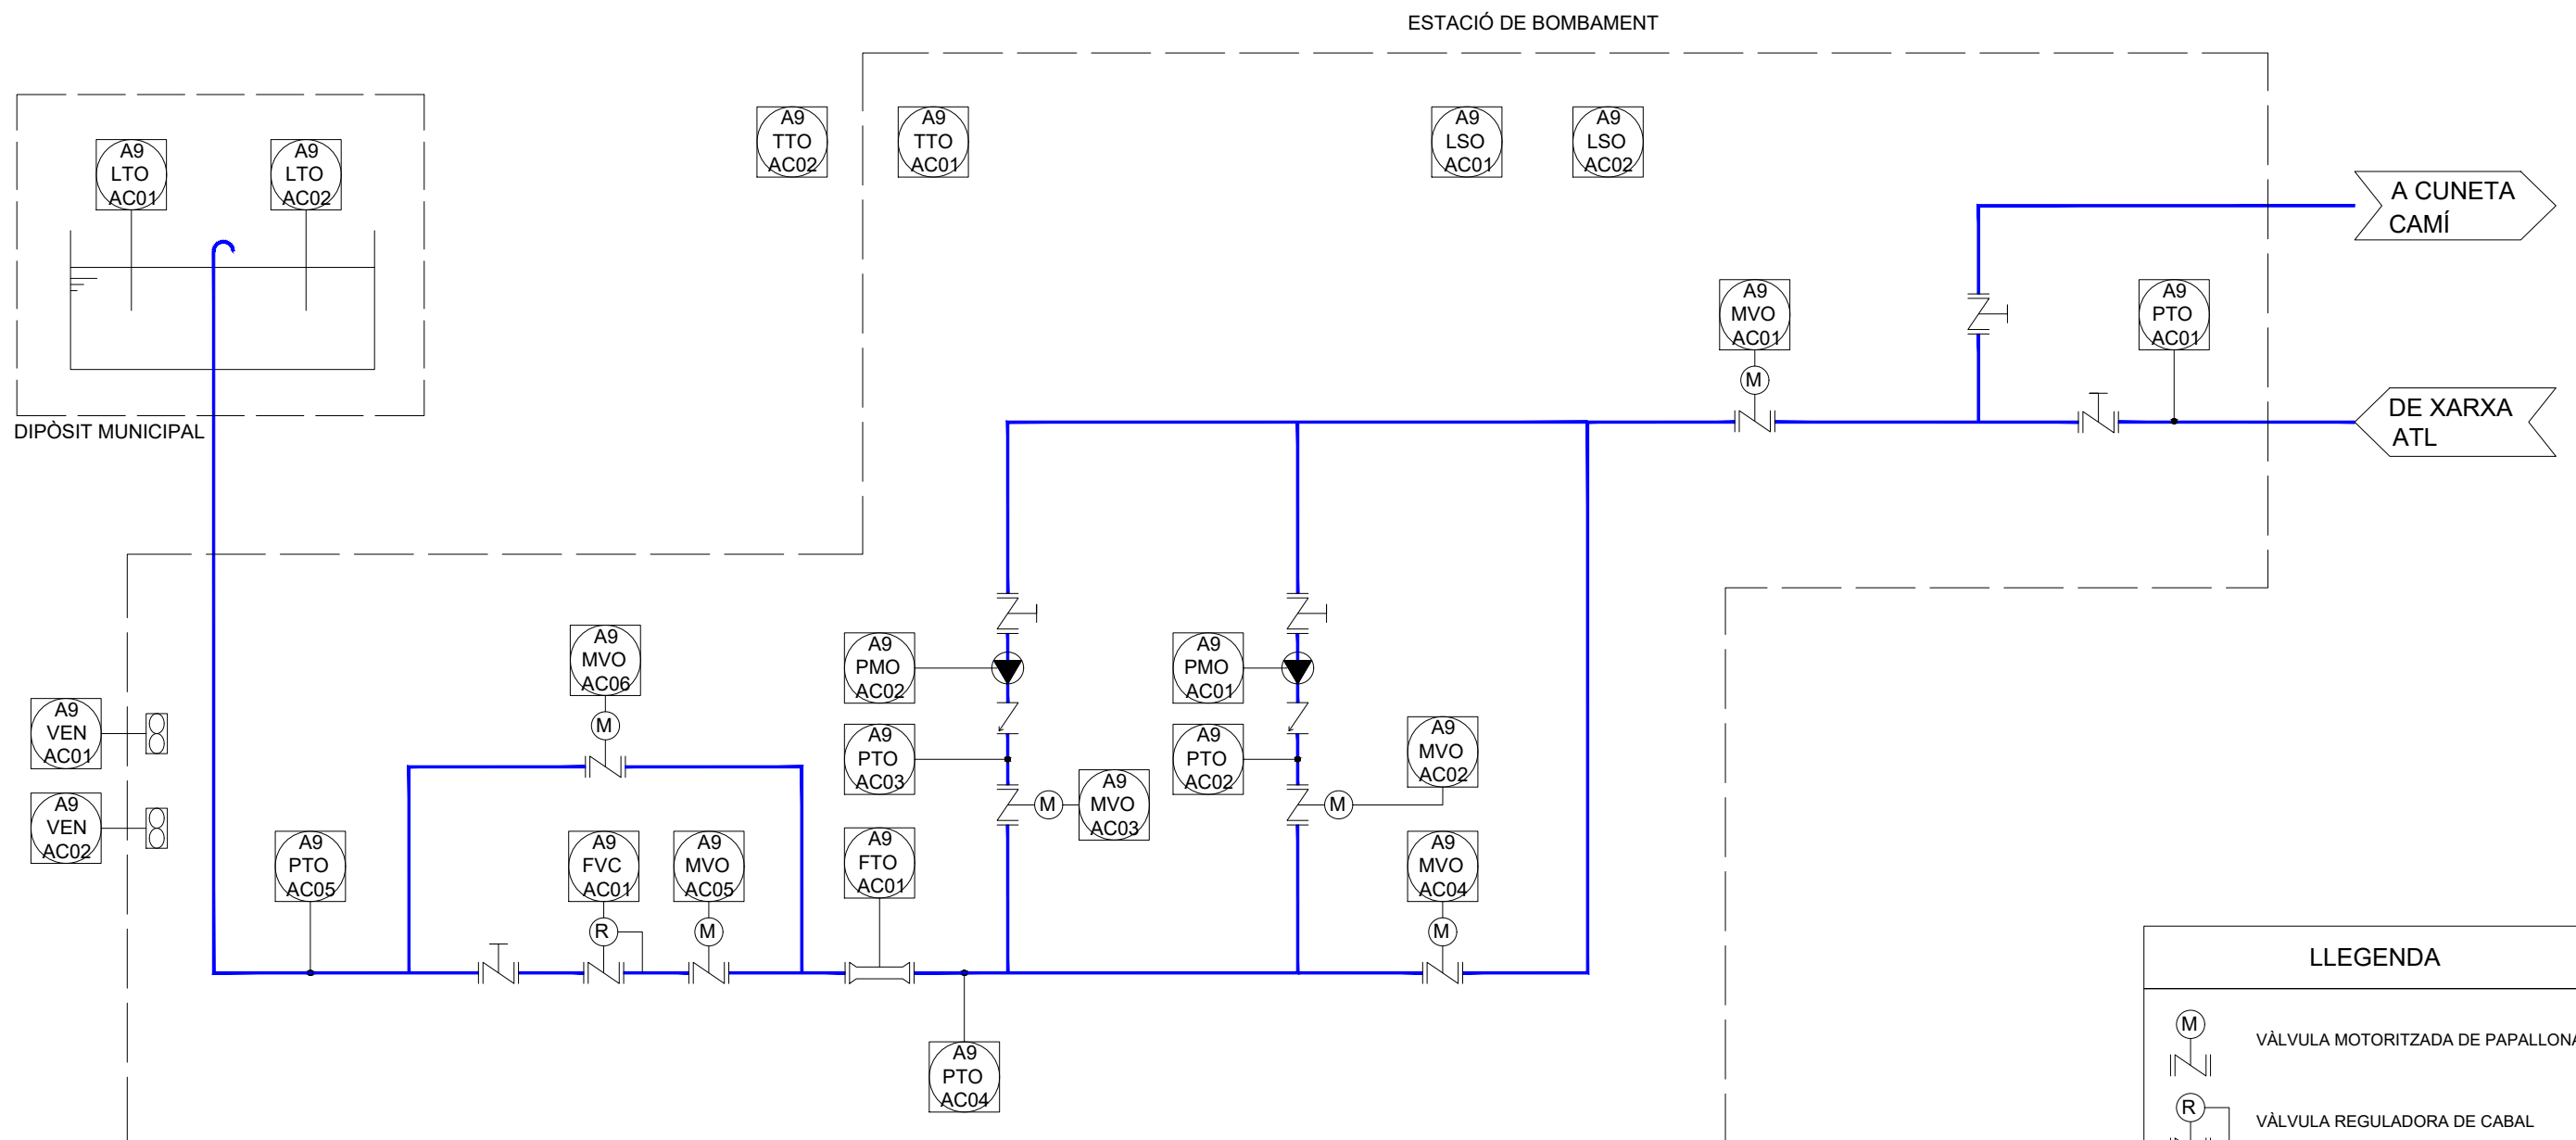 ESTACIÓ DE BOMBAMENT
A9
TTO
AC02
A9
TTO
AC01
A9
LSO
AC01
A9
LSO
AC02
A9
LTO
AC01
A9
LTO
AC02
A CUNETA
CAMÍ
A9
MVO
AC01
M
A9
PTO
AC01
DE XARXA
ATL
DIPÒSIT MUNICIPAL
A9
MVO
AC06
M
A9
PMO
AC02
A9
PMO
AC01
A9
VEN
AC01
A9
PTO
AC03
A9
PTO
AC02
A9
MVO
AC02
M
A9
MVO
AC03
M
A9
VEN
AC02
A9
PTO
AC05
A9
FVC
AC01
R
A9
MVO
AC05
M
A9
FTO
AC01
A9
MVO
AC04
M
A9
PTO
AC04
LLEGENDA
M
VÀLVULA MOTORITZADA DE PAPALLONA
R
VÀLVULA REGULADORA DE CABAL